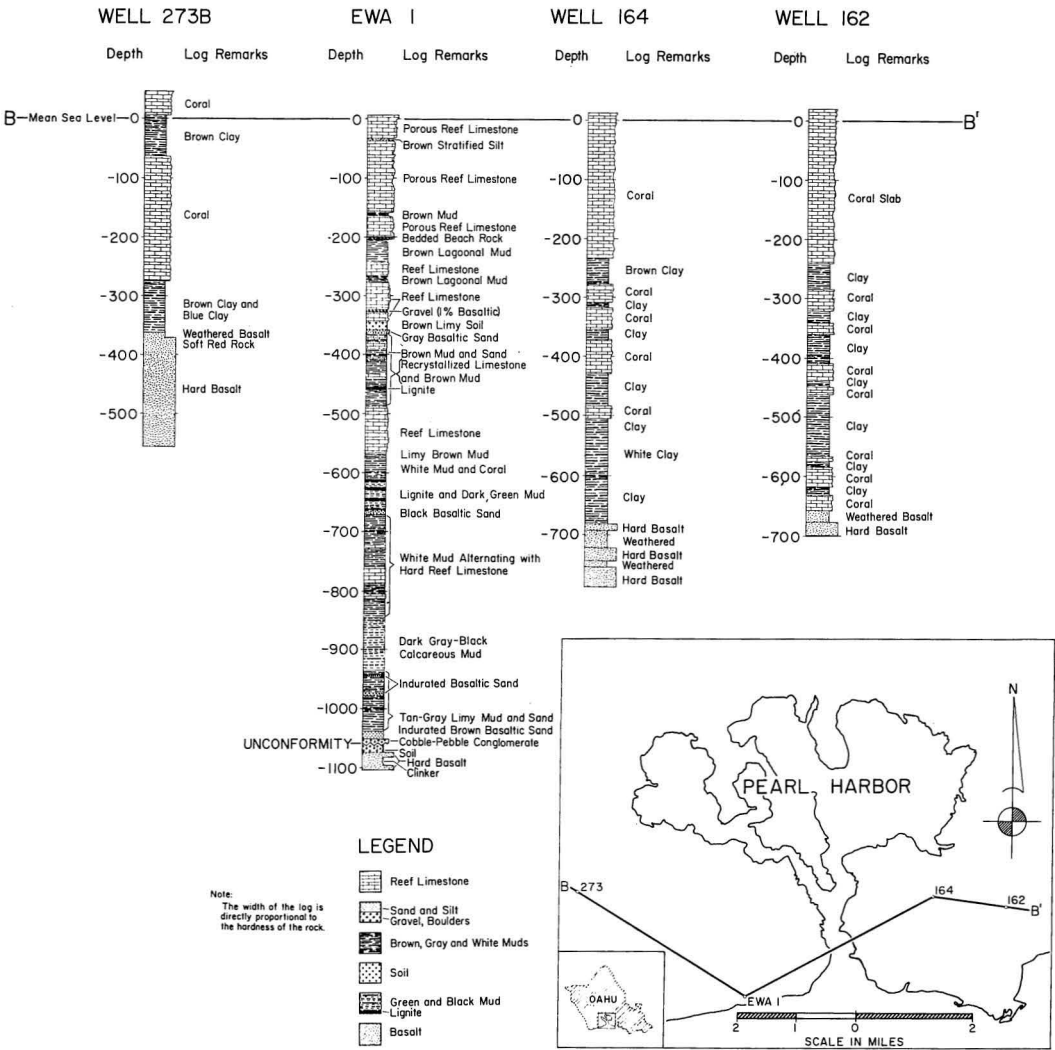 WELL 273B
Depth Log Remarks
B—Mean Sea Level—0
-100
-200
-300
-400
-500
Coral
Brown Clay
Coral
Brown Clay and
Blue Clay
Weathered Basalt
Soft Red Rock
Hard Basalt
EWA 1
Depth Log Remarks
0
-100
-200
-300
-400
-500
-600
-700
-800
-900
-1000
UNCONFORMITY
-1100
Porous Reef Limestone
Brown Stratified Silt
Porous Reef Limestone
Brown Mud
Porous Reef Limestone
Bedded Beach Rock
Brown Lagoonal Mud
Reef Limestone
Brown Lagoonal Mud
Reef Limestone
Gravel (1% Basaltic)
Brown Limy Soil
Gray Basaltic Sand
Brown Mud and Sand
Recrystallized Limestone
and Brown Mud
Lignite
Reef Limestone
Limy Brown Mud
White Mud and Coral
Lignite and Dark, Green Mud
Black Basaltic Sand
White Mud Alternating with
Hard Reef Limestone
Dark Gray-Black
Calcareous Mud
Indurated Basaltic Sand
Tan-Gray Limy Mud and Sand
Indurated Brown Basaltic Sand
Cobble-Pebble Conglomerate
Soil
Hard Basalt
Clinker
WELL 164
Depth Log Remarks
0
-100
-200
-300
-400
-500
-600
-700
Coral
Brown Clay
Coral
Clay
Coral
Clay
Coral
Clay
Coral
Clay
White Clay
Clay
Hard Basalt
Weathered
Hard Basalt
Weathered
Hard Basalt
WELL 162
Depth Log Remarks
0
B'
-100
-200
-300
-400
-500
-600
-700
Coral Slab
Clay
Coral
Clay
Coral
Clay
Coral
Clay
Coral
Clay
Coral
Clay
Coral
Clay
Coral
Weathered Basalt
Hard Basalt
Note:
The width of the log is
directly proportional to
the hardness of the rock.
LEGEND
Reef Limestone
Sand and Silt
Gravel, Boulders
Brown, Gray and White Muds
Soil
Green and Black Mud
Lignite
Basalt
N
PEARL HARBOR
B 273
164
162
B'
EWA 1
OAHU
2 1 0 2
SCALE IN MILES